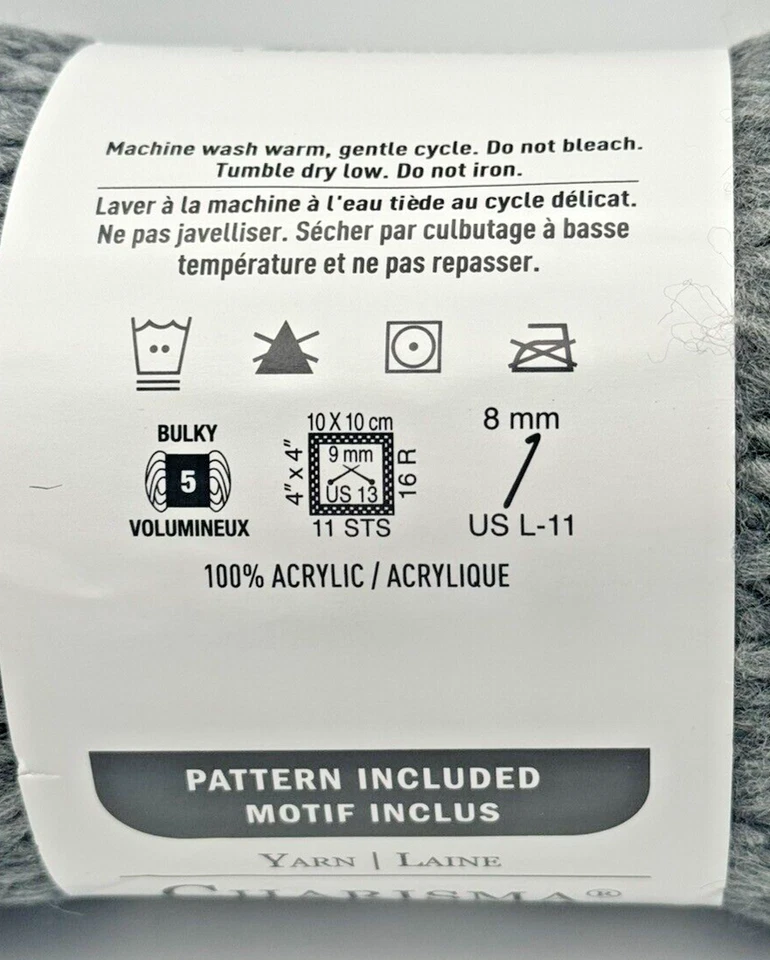 Machine wash warm, gentle cycle. Do not bleach.
Tumble dry low. Do not iron.
Laver à la machine à l'eau tiède au cycle délicat.
Ne pas javelliser. Sécher par culbutage à basse
température et ne pas repasser.
BULKY
5
VOLUMINEUX
10 X 10 cm
4" x 4"
9 mm
US 13
16 R
11 STS
8 mm
US L-11
100% ACRYLIC / ACRYLIQUE
PATTERN INCLUDED
MOTIF INCLUS
YARN | LAINE
CHARISMA®